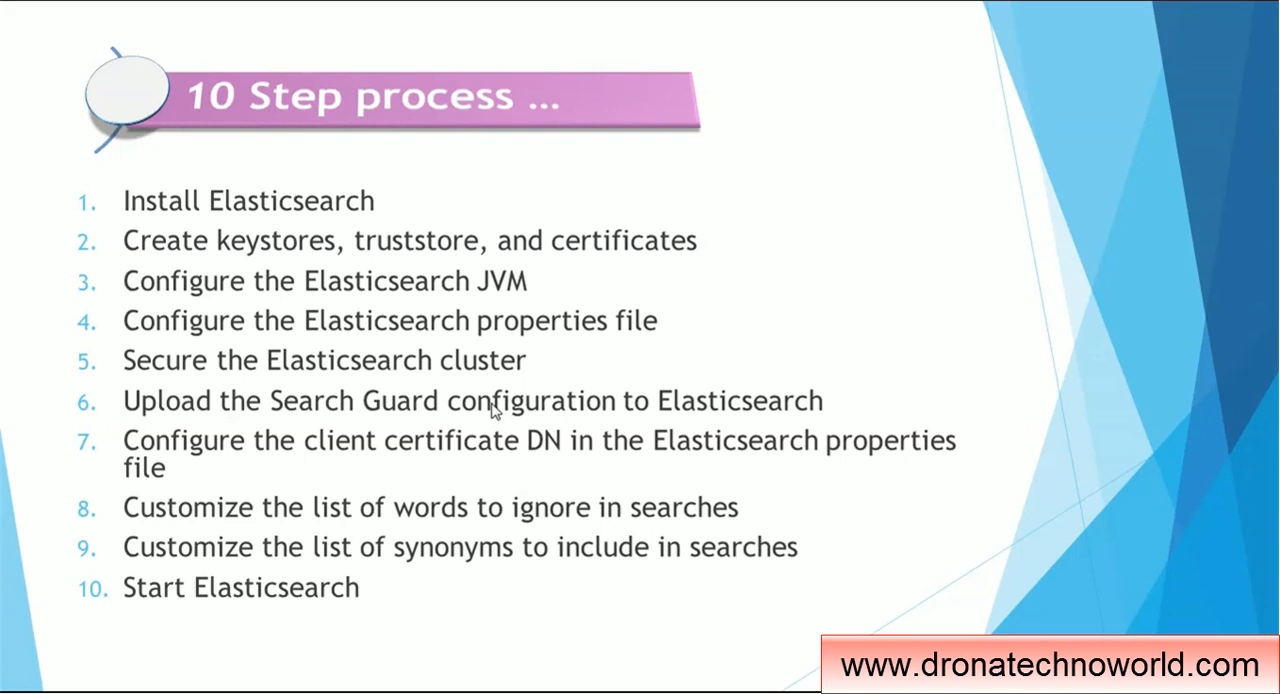 10 Step process ...
1. Install Elasticsearch
2. Create keystores, truststore, and certificates
3. Configure the Elasticsearch JVM
4. Configure the Elasticsearch properties file
5. Secure the Elasticsearch cluster
6. Upload the Search Guard configuration to Elasticsearch
7. Configure the client certificate DN in the Elasticsearch properties
file
8. Customize the list of words to ignore in searches
9. Customize the list of synonyms to include in searches
10. Start Elasticsearch
www.dronatechnoworld.com